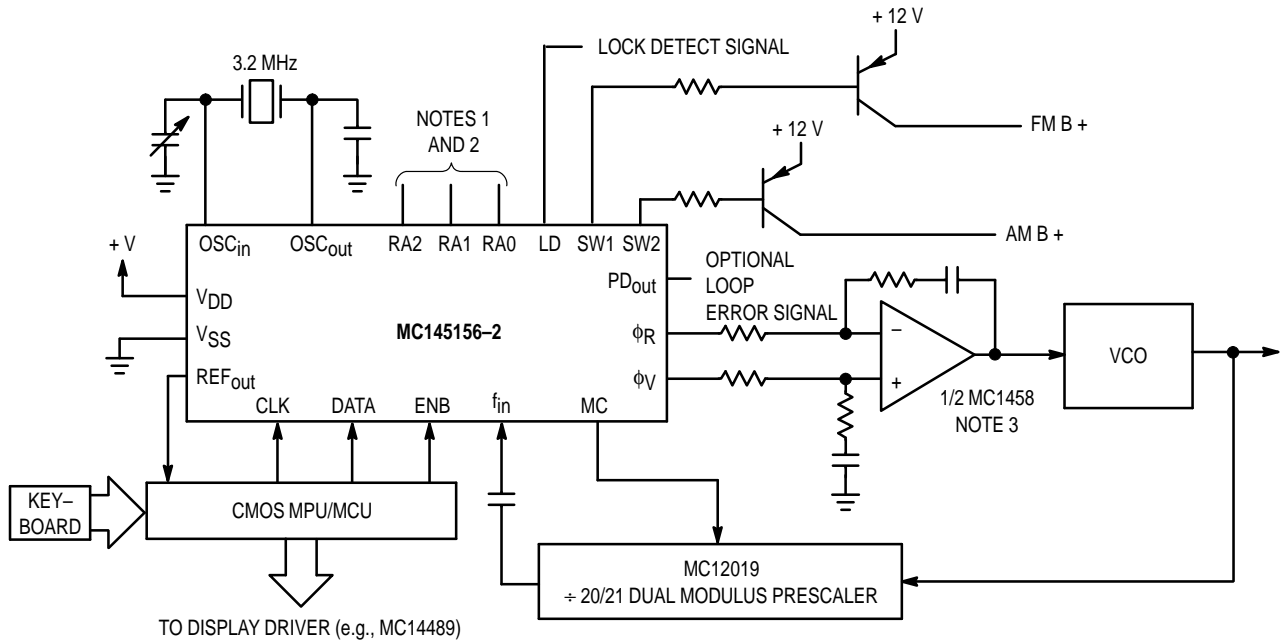 + 12 V
LOCK DETECT SIGNAL
3.2 MHz
NOTES 1
AND 2
+ 12 V
FM B +
AM B +
+ V
OSCin
OSCout
RA2
RA1
RA0
LD
SW1
SW2
OPTIONAL
LOOP
ERROR SIGNAL
PDout
VDD
VSS
MC145156–2
ϕR
ϕV
REFout
CLK
DATA
ENB
fin
MC
–
+
1/2 MC1458
NOTE 3
VCO
KEY–
BOARD
CMOS MPU/MCU
MC12019
÷ 20/21 DUAL MODULUS PRESCALER
TO DISPLAY DRIVER (e.g., MC14489)